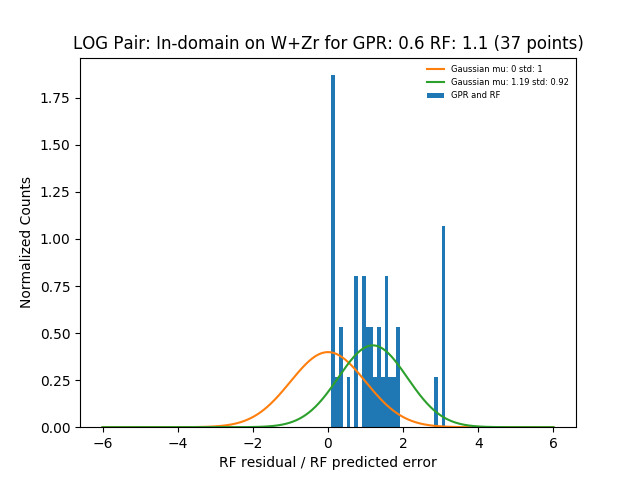 LOG Pair: In-domain on W+Zr for GPR: 0.6 RF: 1.1 (37 points)
Gaussian mu: 0 std: 1
Gaussian mu: 1.19 std: 0.92
GPR and RF
Normalized Counts
1.75
1.50
1.25
1.00
0.75
0.50
0.25
0.00
−6
−4
−2
0
2
4
6
RF residual / RF predicted error